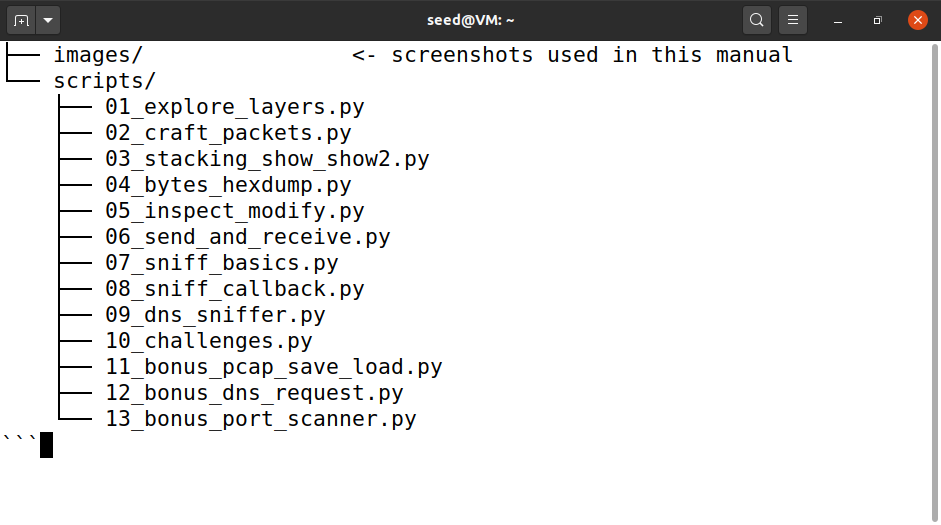 seed@VM: ~
├── images/                <- screenshots used in this manual
└── scripts/
    ├── 01_explore_layers.py
    ├── 02_craft_packets.py
    ├── 03_stacking_show_show2.py
    ├── 04_bytes_hexdump.py
    ├── 05_inspect_modify.py
    ├── 06_send_and_receive.py
    ├── 07_sniff_basics.py
    ├── 08_sniff_callback.py
    ├── 09_dns_sniffer.py
    ├── 10_challenges.py
    ├── 11_bonus_pcap_save_load.py
    ├── 12_bonus_dns_request.py
    └── 13_bonus_port_scanner.py
```